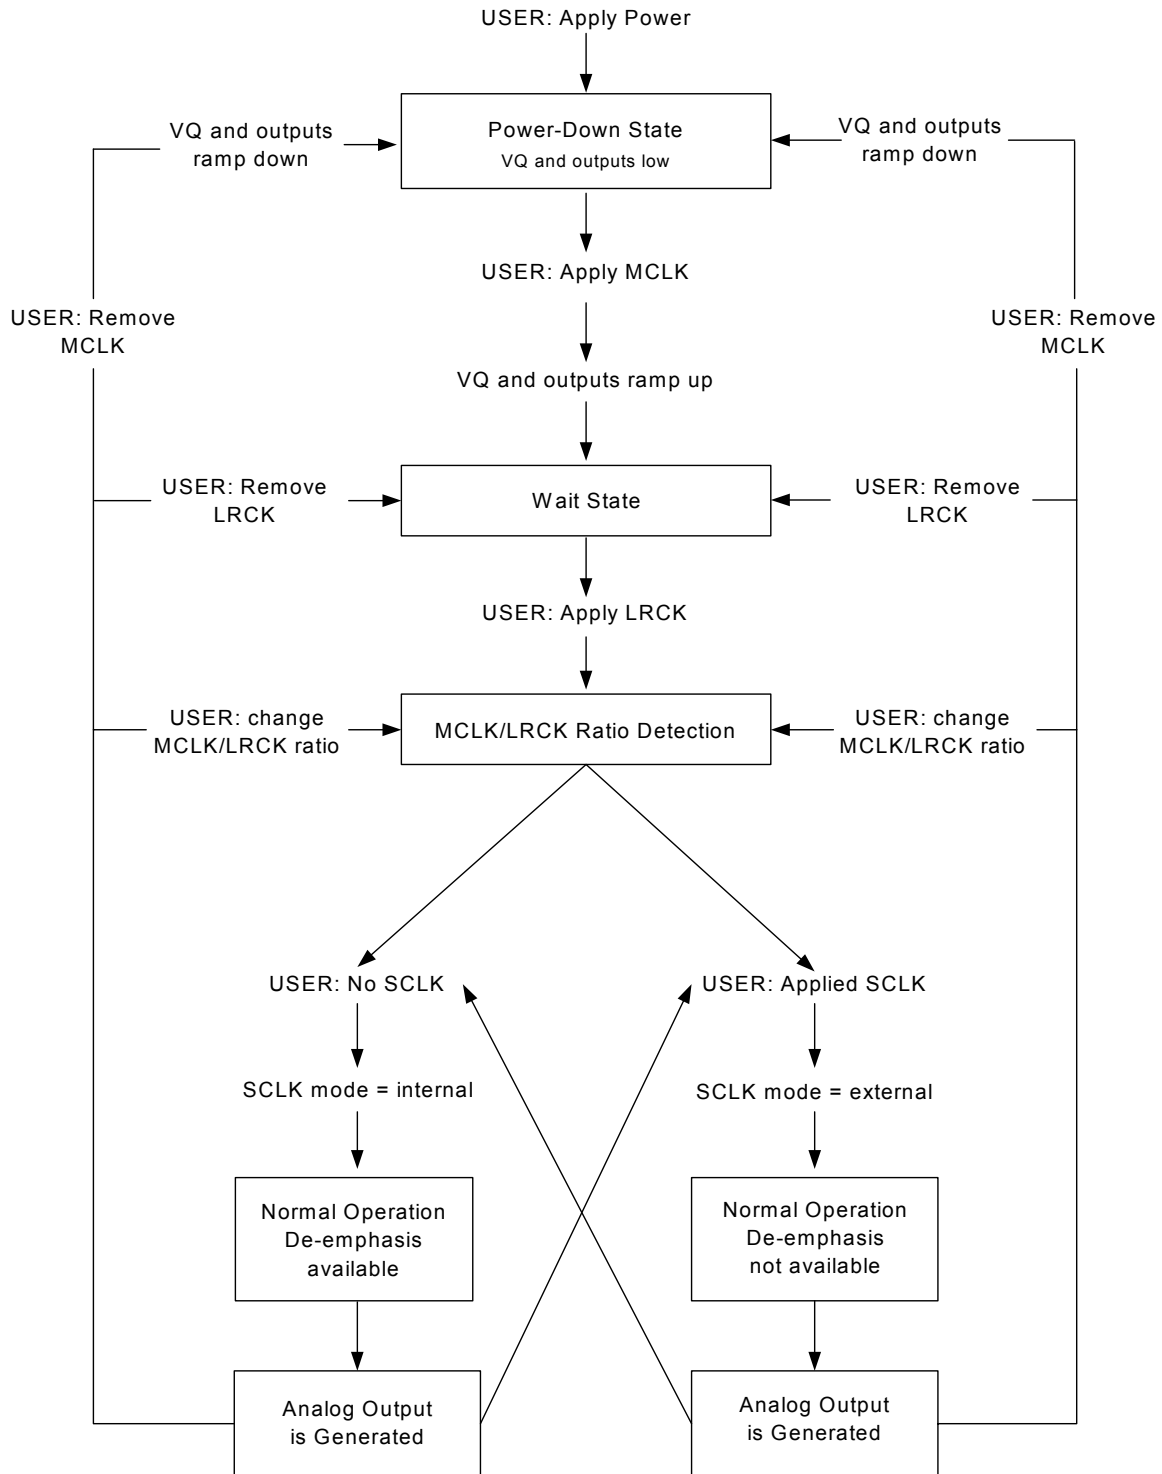 USER: Apply Power
VQ and outputs
ramp down
Power-Down State
VQ and outputs low
VQ and outputs
ramp down
USER: Apply MCLK
USER: Remove
MCLK
USER: Remove
MCLK
VQ and outputs ramp up
USER: Remove
LRCK
Wait State
USER: Remove
LRCK
USER: Apply LRCK
USER: change
MCLK/LRCK ratio
MCLK/LRCK Ratio Detection
USER: change
MCLK/LRCK ratio
USER: No SCLK
USER: Applied SCLK
SCLK mode = internal
SCLK mode = external
Normal Operation
De-emphasis
available
Normal Operation
De-emphasis
not available
Analog Output
is Generated
Analog Output
is Generated